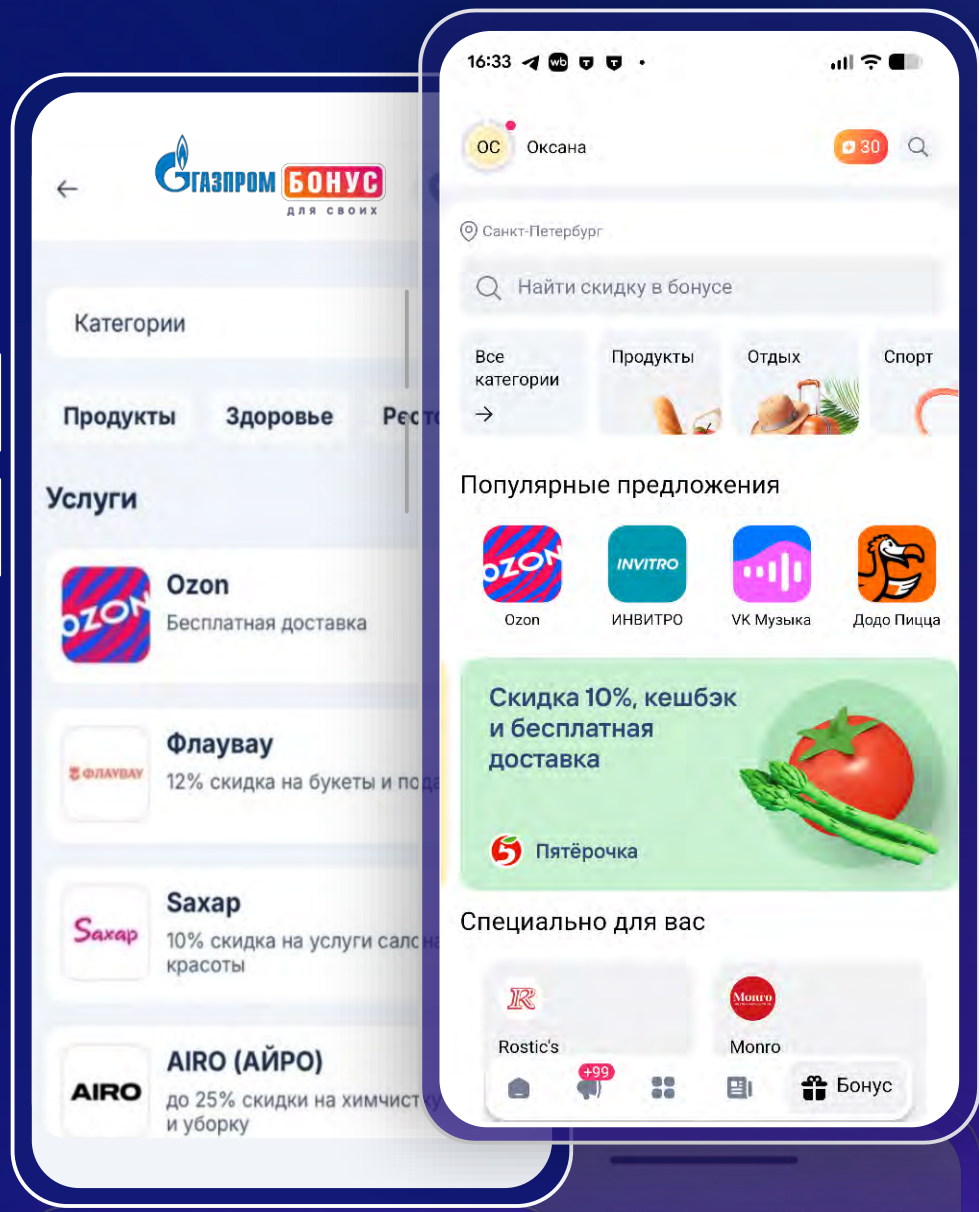 ГАЗПРОМ БОНУС
для своих
Категории
Продукты
Здоровье
Услуги
OZON
Ozon
Бесплатная доставка
ФЛАУВАУ
Флаувау
12% скидка на букеты и
Saxap
Saxap
10% скидка на услуги
красоты
AIRO
AIRO (АЙРО)
до 25% скидки на
и уборку
16:33
wb
T
T
ОС
Оксана
30
Санкт-Петербург
Найти скидку в бонусе
Все
категории
Продукты
Отдых
Спорт
Популярные предложения
OZON
INVITRO
Ozon
ИНВИТРО
VK Музыка
Додо Пицца
Скидка 10%, кешбэк
и бесплатная
доставка
5
Пятёрочка
Специально для вас
R
Monro
Rostic's
Monro
+99
Бонус